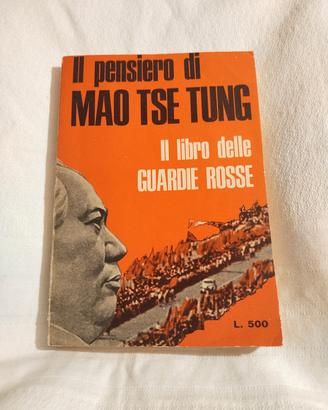 Il pensiero di
MAO TSE TUNG
Il libro delle
GUARDIE ROSSE
L. 500